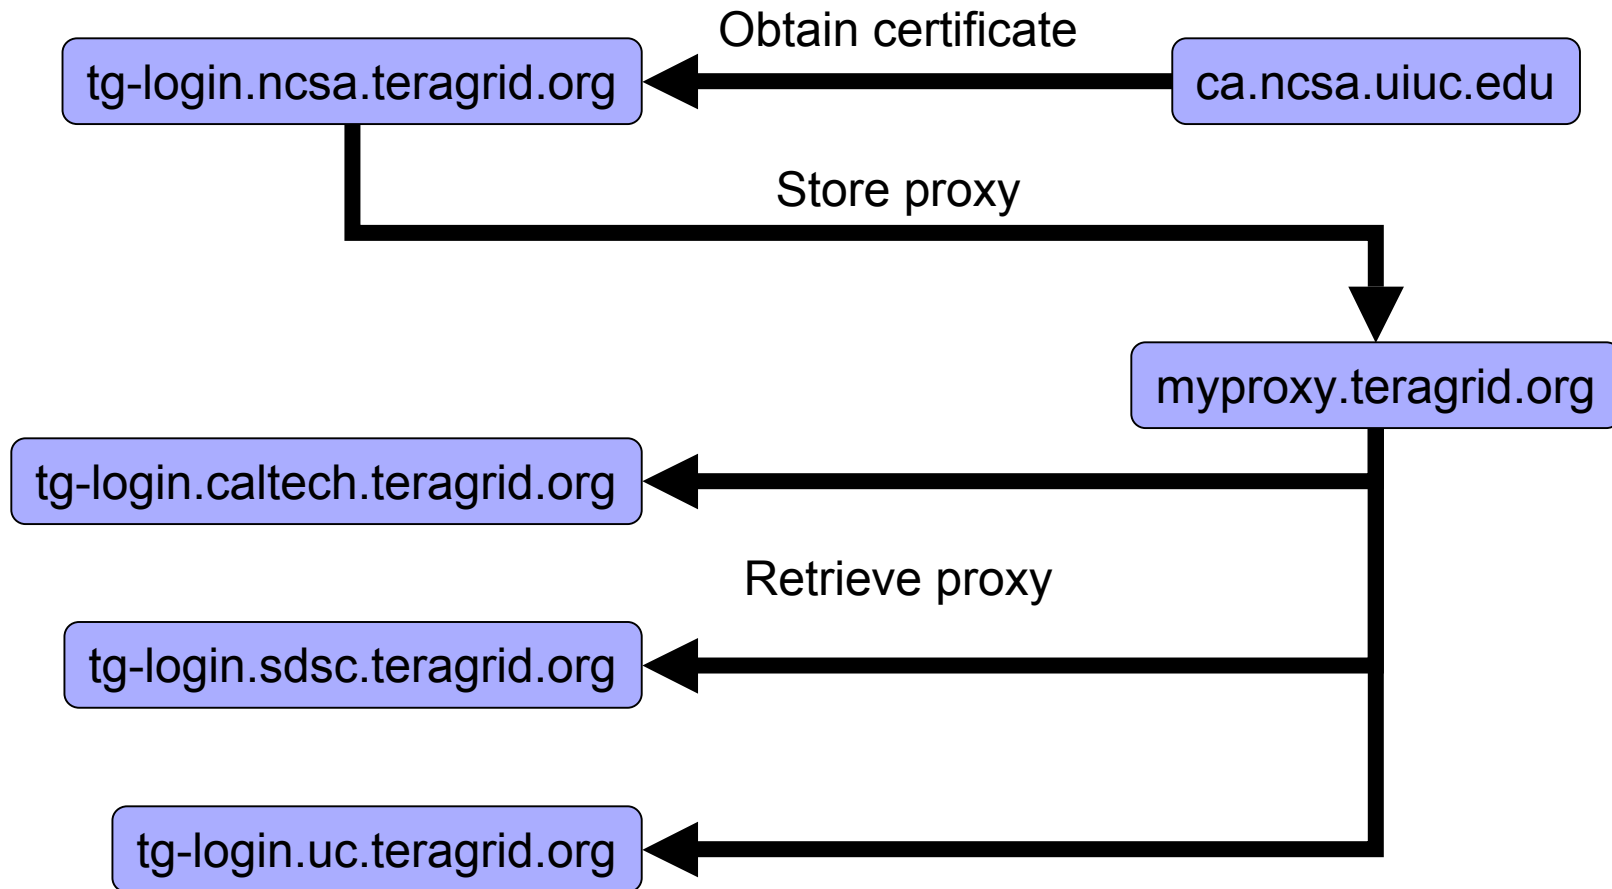 Obtain certificate
tg-login.ncsa.teragrid.org
ca.ncsa.uiuc.edu
Store proxy
myproxy.teragrid.org
tg-login.caltech.teragrid.org
Retrieve proxy
tg-login.sdsc.teragrid.org
tg-login.uc.teragrid.org